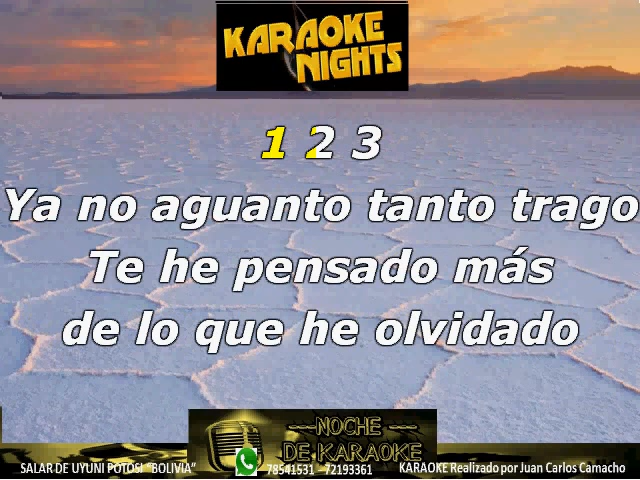 KARAOKE
NIGHTS
1 2 3
Ya no aguanto tanto trago
Te he pensado más
de lo que he olvidado
NOCHE
DE KARAOKE
SALAR DE UYUNI POTOSI "BOLIVIA" 78541531 - 72193361 KARAOKE Realizado por Juan Carlos Camacho